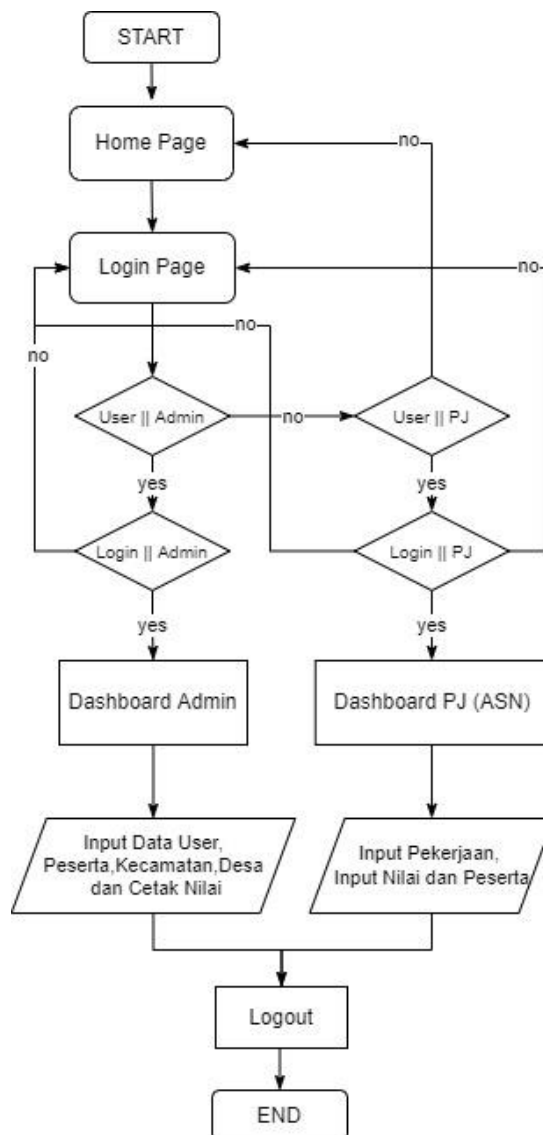 START
Home Page
no
Login Page
no
no
no
User || Admin
no
User || PJ
yes
yes
Login || Admin
Login || PJ
yes
yes
Dashboard Admin
Dashboard PJ (ASN)
Input Data User,
Peserta,Kecamatan,Desa
dan Cetak Nilai
Input Pekerjaan,
Input Nilai dan Peserta
Logout
END